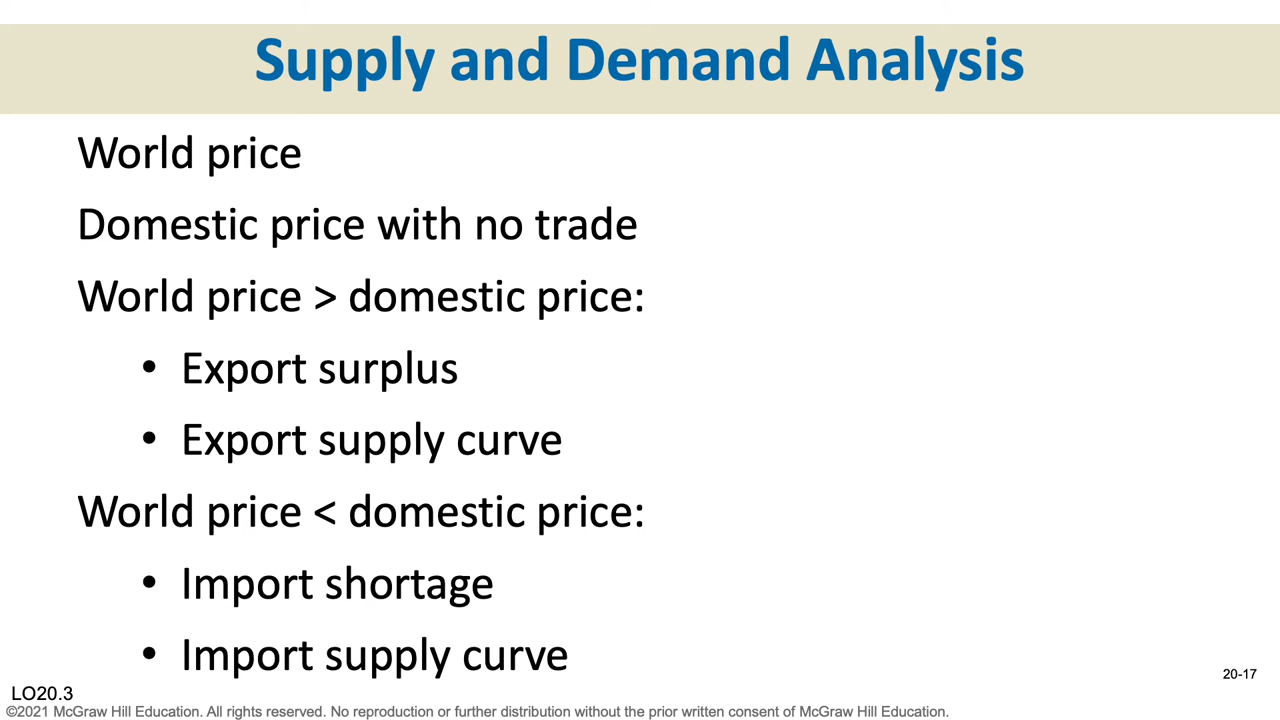 Supply and Demand Analysis
World price
Domestic price with no trade
World price > domestic price:
• Export surplus
• Export supply curve
World price < domestic price:
• Import shortage
• Import supply curve
20-17
LO20.3
©2021 McGraw Hill Education. All rights reserved. No reproduction or further distribution without the prior written consent of McGraw Hill Education.